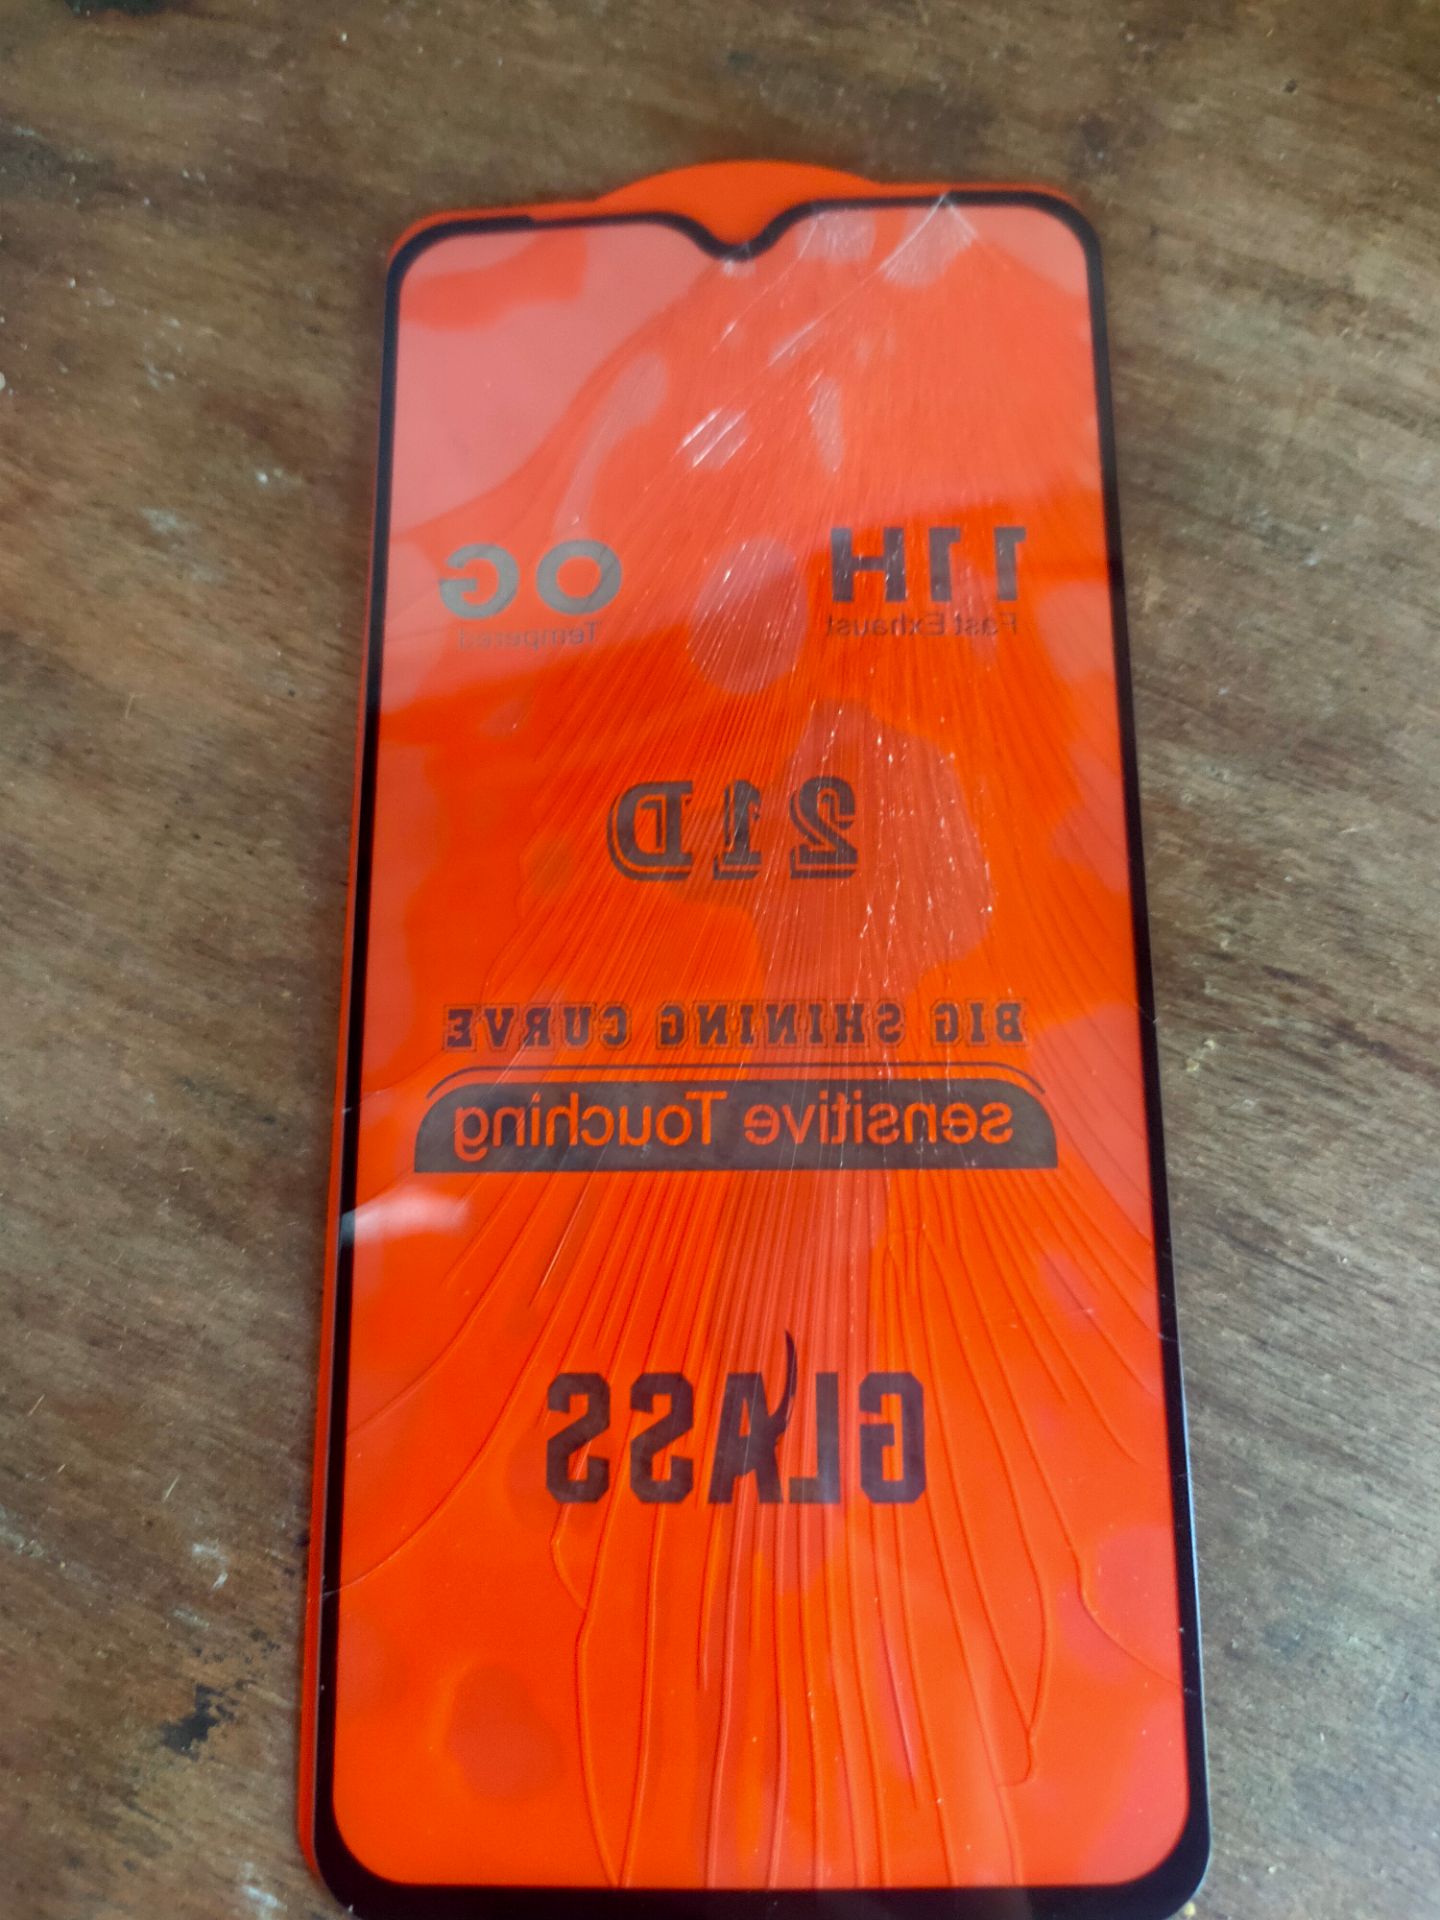 OG
Tempered
11H
Fast Exhaust
21D
BIG SHINING CURVE
sensitive Touching
GLASS